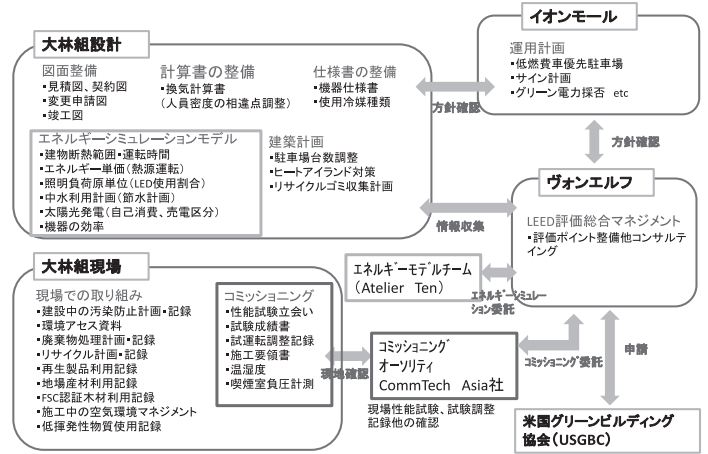 大林組設計
図面整備
・見積図、契約図
・変更申請図
・竣工図
計算書の整備
・換気計算書
（人員密度の相違点調整）
仕様書の整備
・機器仕様書
・使用冷媒種類
エネルギーシミュレーションモデル
・建物断熱範囲・運転時間
・エネルギー単価（熱源運転）
・照明負荷原単位（LED使用割合）
・中水利用計画（節水計画）
・太陽光発電（自己消費、売電区分）
・機器の効率
建築計画
・駐車場台数調整
・ヒートアイランド対策
・リサイクルゴミ収集計画
方針確認
イオンモール
運用計画
・低燃費車優先駐車場
・サイン計画
・グリーン電力採否 etc
方針確認
情報収集
ヴォンエルフ
LEED評価総合マネジメント
・評価ポイント整備他コンサルテ
ィング
大林組現場
現場での取り組み
・建設中の汚染防止計画・記録
・環境アセス資料
・廃棄物処理計画・記録
・リサイクル計画・記録
・再生製品利用記録
・地場産材利用記録
・FSC認証木材利用記録
・施工中の空気環境マネジメント
・低揮発性物質使用記録
コミッショニング
・性能試験立会い
・試験成績書
・試運転調整記録
・施工要領書
・温湿度
・喫煙室負圧計測
現地確認
エネルギーモデルチーム
（Atelier Ten）
エネルギーシミュレー
ション委託
コミッショニング
オーソリティ
CommTech Asia社
現場性能試験、試験調整
記録他の確認
コミッショニング委託
申請
米国グリーンビルディング
協会（USGBC）